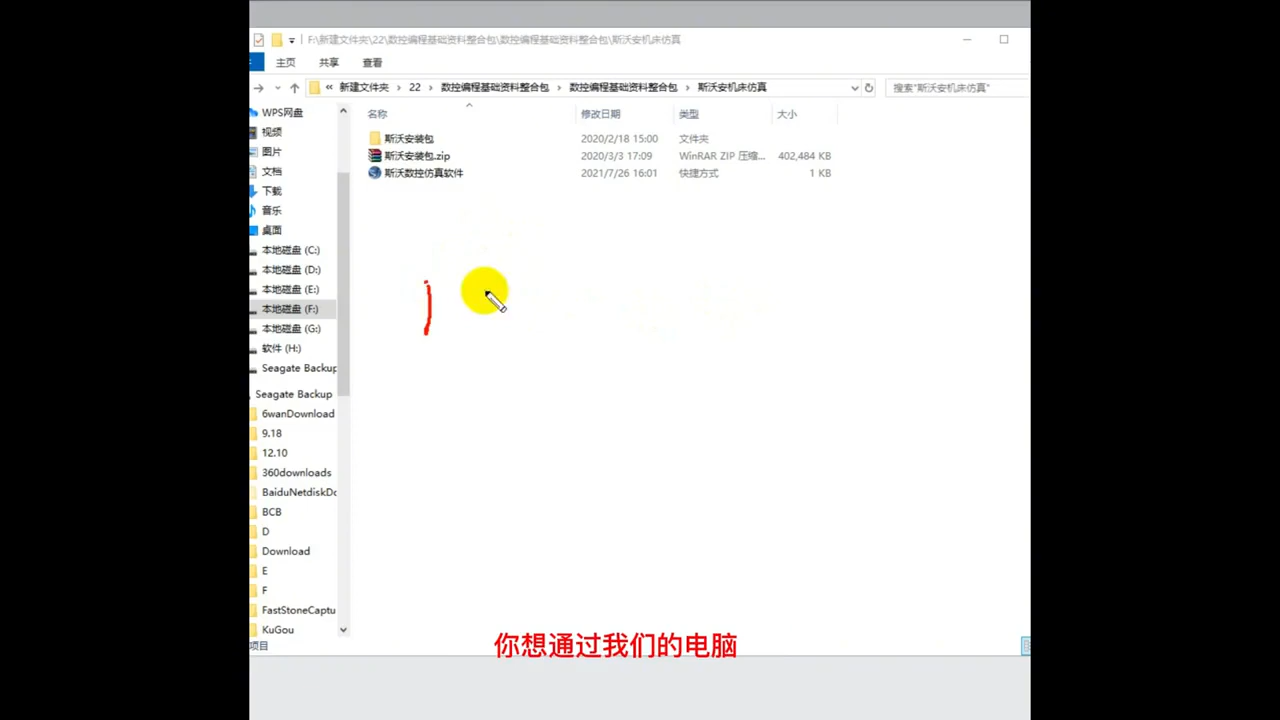 F:\新建文件夹\22\数控编程基础资料整合包\数控编程基础资料整合包\斯沃安机床仿真
主页 共享 查看
« 新建文件夹 › 22 › 数控编程基础资料整合包 › 数控编程基础资料整合包 › 斯沃安机床仿真
搜索"斯沃安机床仿真"
名称 修改日期 类型 大小
斯沃安装包 2020/2/18 15:00 文件夹
斯沃安装包.zip 2020/3/3 17:09 WinRAR ZIP 压缩... 402,484 KB
斯沃数控仿真软件 2021/7/26 16:01 快捷方式 1 KB
WPS网盘
视频
图片
文档
下载
音乐
桌面
本地磁盘 (C:)
本地磁盘 (D:)
本地磁盘 (E:)
本地磁盘 (F:)
本地磁盘 (G:)
软件 (H:)
Seagate Backup
Seagate Backup
6wanDownload
9.18
12.10
360downloads
BaiduNetdiskDo
BCB
D
Download
E
F
FastStoneCaptu
KuGou
项目
你想通过我们的电脑